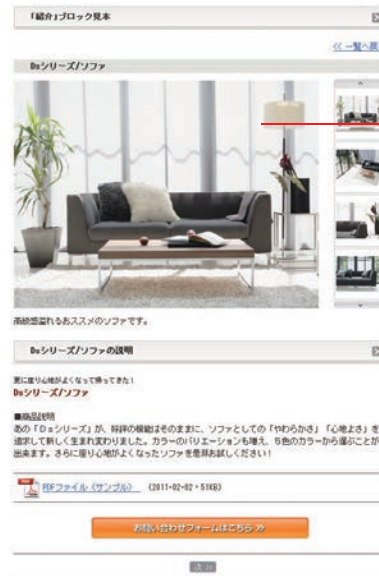 「紹介」ブロック見本
<< 一覧へ戻
Dsシリーズ/ソファ
高級感溢れるおススメのソファです。
Dsシリーズ/ソファの説明
更に座り心地がよくなって帰ってきた!
Dsシリーズ/ソファ
■商品説明
あの「Dsシリーズ」が、好評の機能はそのままに、ソファとしての「やわらかさ」「心地よさ」を
追求して新しく生まれ変わりました。カラーのバリエーションも増え、5色のカラーから選ぶことが
出来ます。さらに座り心地がよくなったソファを是非お試しください!
PDFファイル (サンプル) (2011-02-02・51KB)
お問い合わせフォームはこちら >>
次 >>